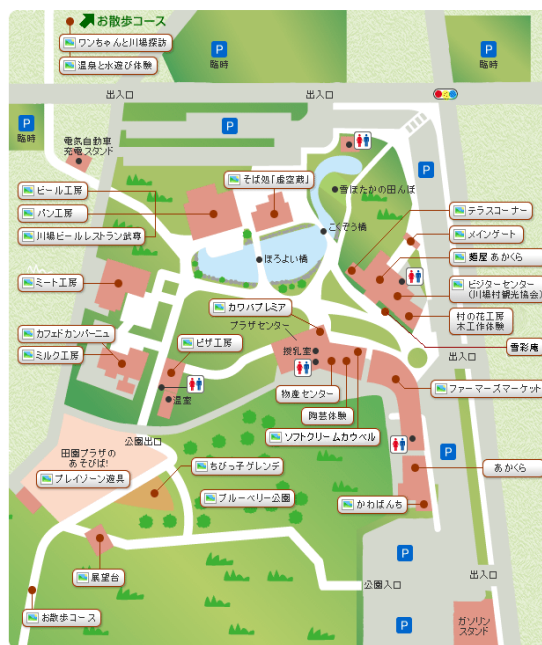 お散歩コース
ワンちゃんと川場探訪
温泉と水遊び体験
P
臨時
P
臨時
出入口
出入口
P
臨時
P
電気自動車
充電スタンド
P
ビール工房
パン工房
川場ビールレストラン武尊
そば処「虚空蔵」
雪ほたかの田んぼ
こくぞう橋
ほろよい橋
テラスコーナー
メインゲート
麺屋 あかくら
ビジターセンター
(川場村観光協会)
村の花工房
木工作体験
雪彩庵
出入口
ミート工房
カフェドカンパーニュ
ミルク工房
カワバプレミア
プラザセンター
ピザ工房
授乳室
温室
物産センター
陶芸体験
ソフトクリームカウベル
ファーマーズマーケット
公園出口
田園プラザの
あそびば!
プレイゾーン遊具
ちびっ子ゲレンデ
ブルーベリー公園
P
あかくら
かわばんち
展望台
お散歩コース
P
公園入口
出入口
P
ガソリン
スタンド